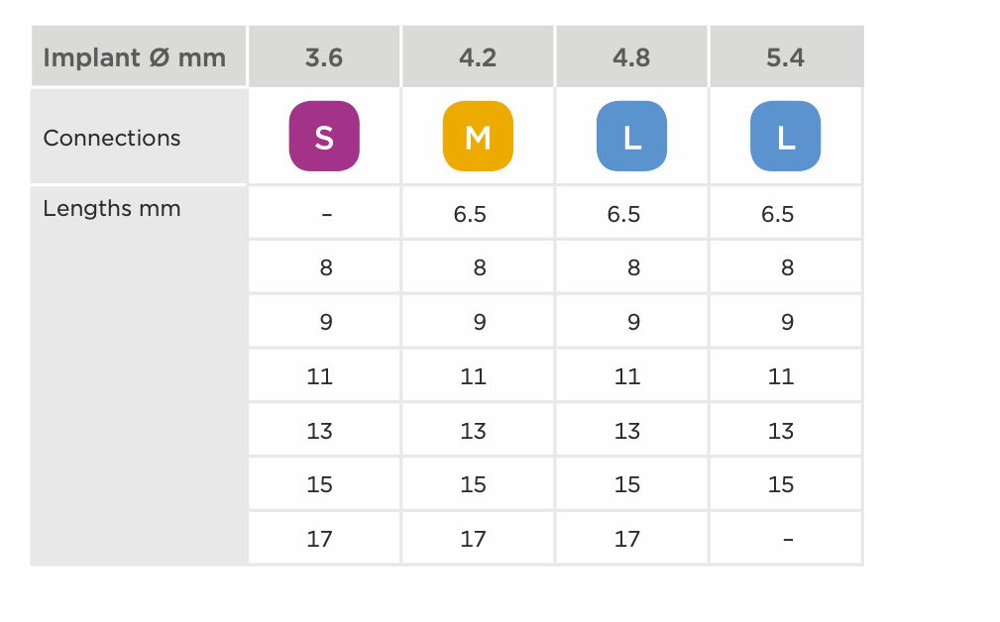 Implant Ø mm 3.6 4.2 4.8 5.4
Connections S M L L
Lengths mm – 6.5 6.5 6.5
8 8 8 8
9 9 9 9
11 11 11 11
13 13 13 13
15 15 15 15
17 17 17 –